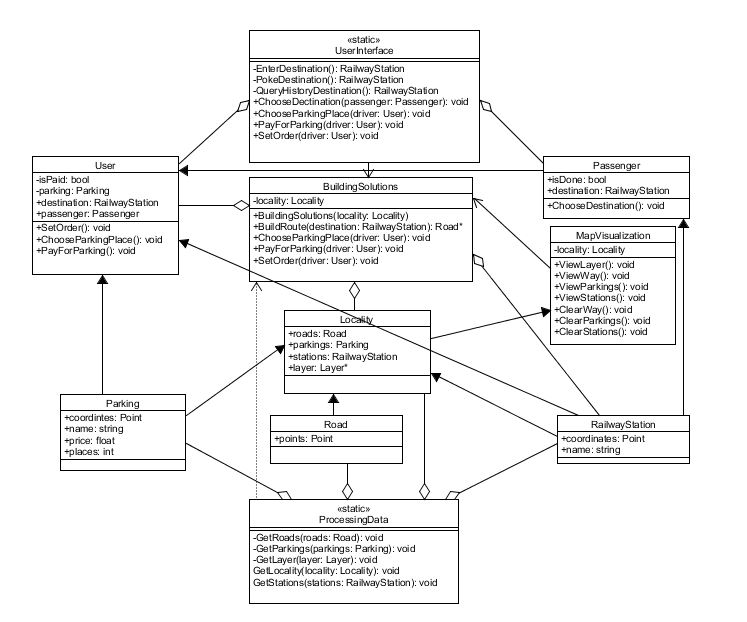 «static»
UserInterface
-EnterDestination(): RailwayStation
-PokeDestination(): RailwayStation
-QueryHistoryDestination(): RailwayStation
+ChooseDectination(passenger: Passenger): void
+ChooseParkingPlace(driver: User): void
+PayForParking(driver: User): void
+SetOrder(driver: User): void
User
-isPaid: bool
-parking: Parking
+destination: RailwayStation
+passenger: Passenger
+SetOrder(): void
+ChooseParkingPlace(): void
+PayForParking(): void
BuildingSolutions
-locality: Locality
+BuildingSolutions(locality: Locality)
+BuildRoute(destination: RailwayStation): Road*
+ChooseParkingPlace(driver: User): void
+PayForParking(driver: User): void
+SetOrder(driver: User): void
Passenger
+isDone: bool
+destination: RailwayStation
+ChooseDestination(): void
MapVisualization
-locality: Locality
+ViewLayer(): void
+ViewWay(): void
+ViewParkings(): void
+ViewStations(): void
+ClearWay(): void
+ClearParkings(): void
+ClearStations(): void
Locality
+roads: Road
+parkings: Parking
+stations: RailwayStation
+layer: Layer*
Parking
+coordintes: Point
+name: string
+price: float
+places: int
Road
+points: Point
RailwayStation
+coordinates: Point
+name: string
«static»
ProcessingData
-GetRoads(roads: Road): void
-GetParkings(parkings: Parking): void
-GetLayer(layer: Layer): void
GetLocality(locality: Locality): void
GetStations(stations: RailwayStation): void